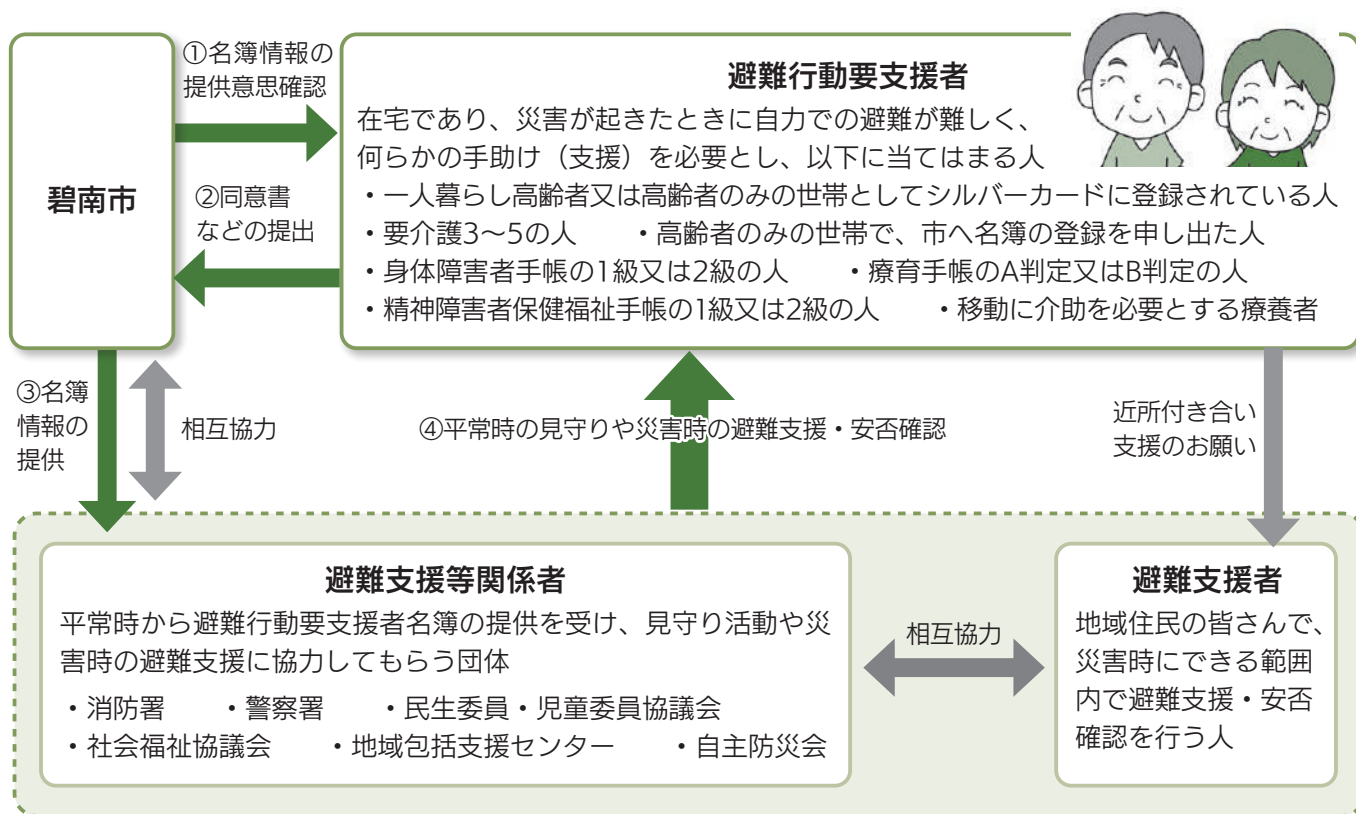 碧南市
①名簿情報の
提供意思確認
②同意書
などの提出
避難行動要支援者
在宅であり、災害が起きたときに自力での避難が難しく、
何らかの手助け（支援）を必要とし、以下に当てはまる人
・一人暮らし高齢者又は高齢者のみの世帯としてシルバーカードに登録されている人
・要介護3～5の人　・高齢者のみの世帯で、市へ名簿の登録を申し出た人
・身体障害者手帳の1級又は2級の人　・療育手帳のA判定又はB判定の人
・精神障害者保健福祉手帳の1級又は2級の人　・移動に介助を必要とする療養者
③名簿
情報の
提供
相互協力
④平常時の見守りや災害時の避難支援・安否確認
近所付き合い
支援のお願い
避難支援等関係者
平常時から避難行動要支援者名簿の提供を受け、見守り活動や災
害時の避難支援に協力してもらう団体
・消防署　・警察署　・民生委員・児童委員協議会
・社会福祉協議会　・地域包括支援センター　・自主防災会
相互協力
避難支援者
地域住民の皆さんで、
災害時にできる範囲
内で避難支援・安否
確認を行う人